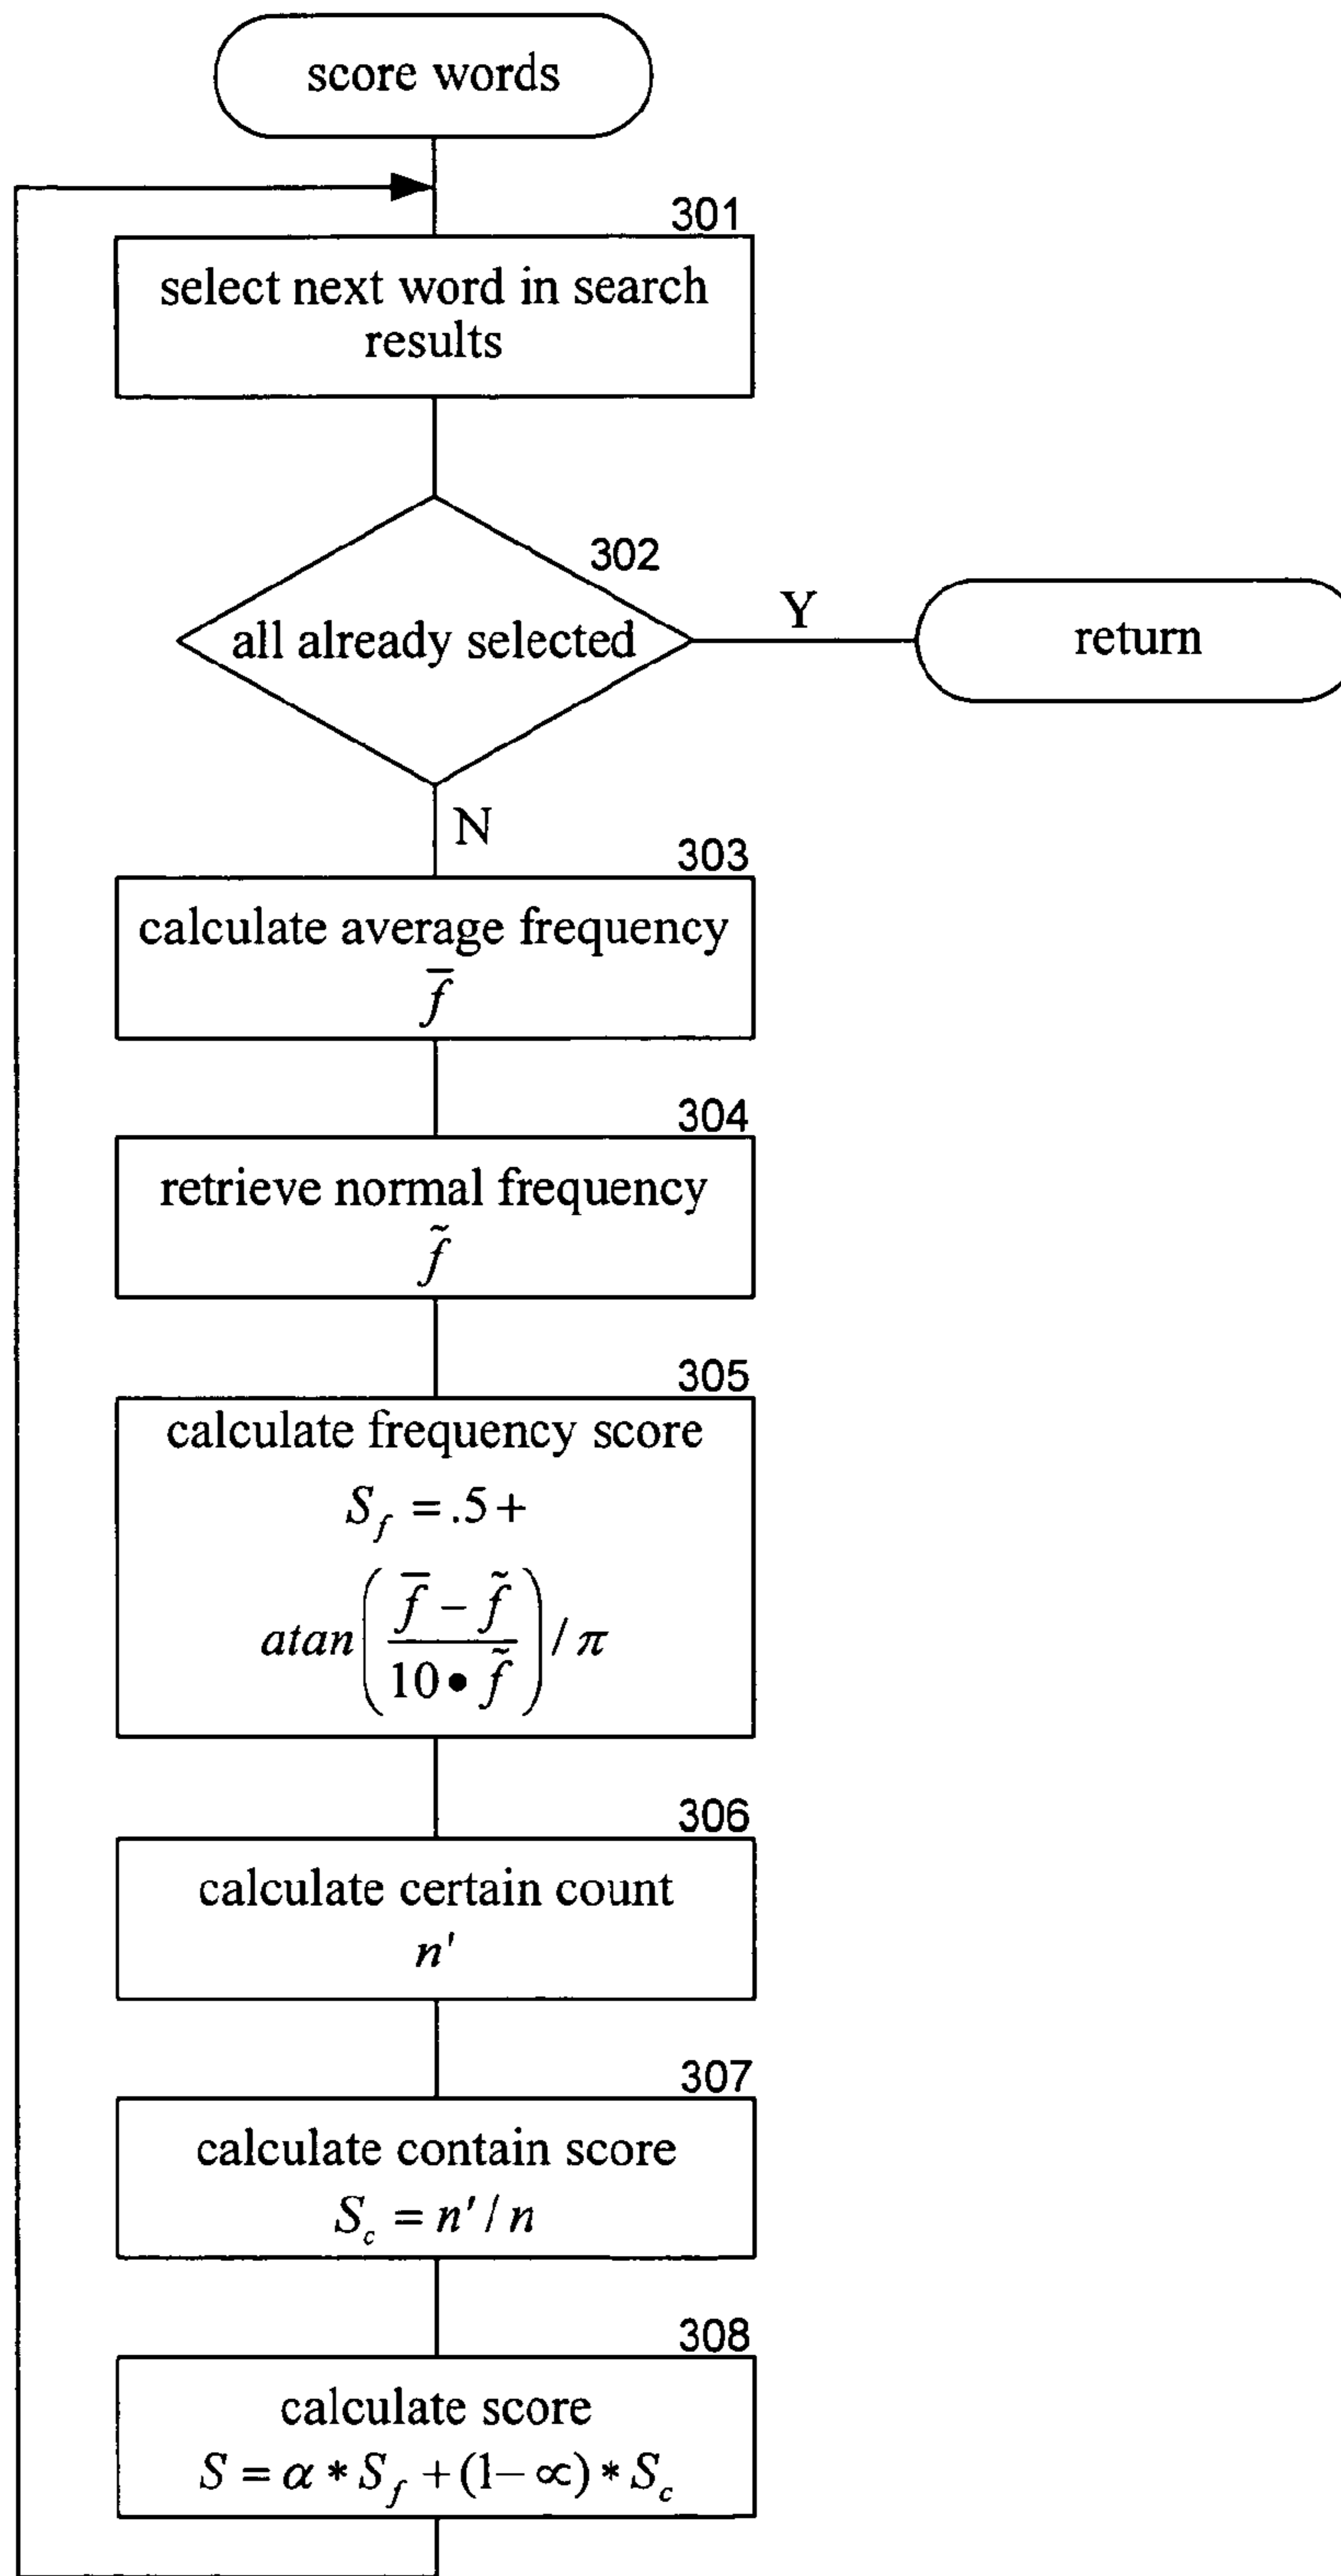 score words
301
select next word in search
results
302
all already selected
Y
return
N
303
calculate average frequency
f̅
304
retrieve normal frequency
f̃
305
calculate frequency score
S_f = .5 +
atan( (f̅ − f̃) / (10 • f̃) ) / π
306
calculate certain count
n'
307
calculate contain score
S_c = n' / n
308
calculate score
S = α * S_f + (1− ∝) * S_c